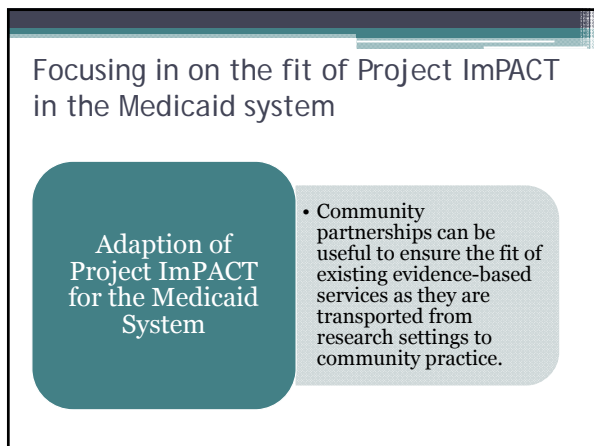 Focusing in on the fit of Project ImPACT
in the Medicaid system
Adaption of
Project ImPACT
for the Medicaid
System
• Community
partnerships can be
useful to ensure the fit of
existing evidence-based
services as they are
transported from
research settings to
community practice.